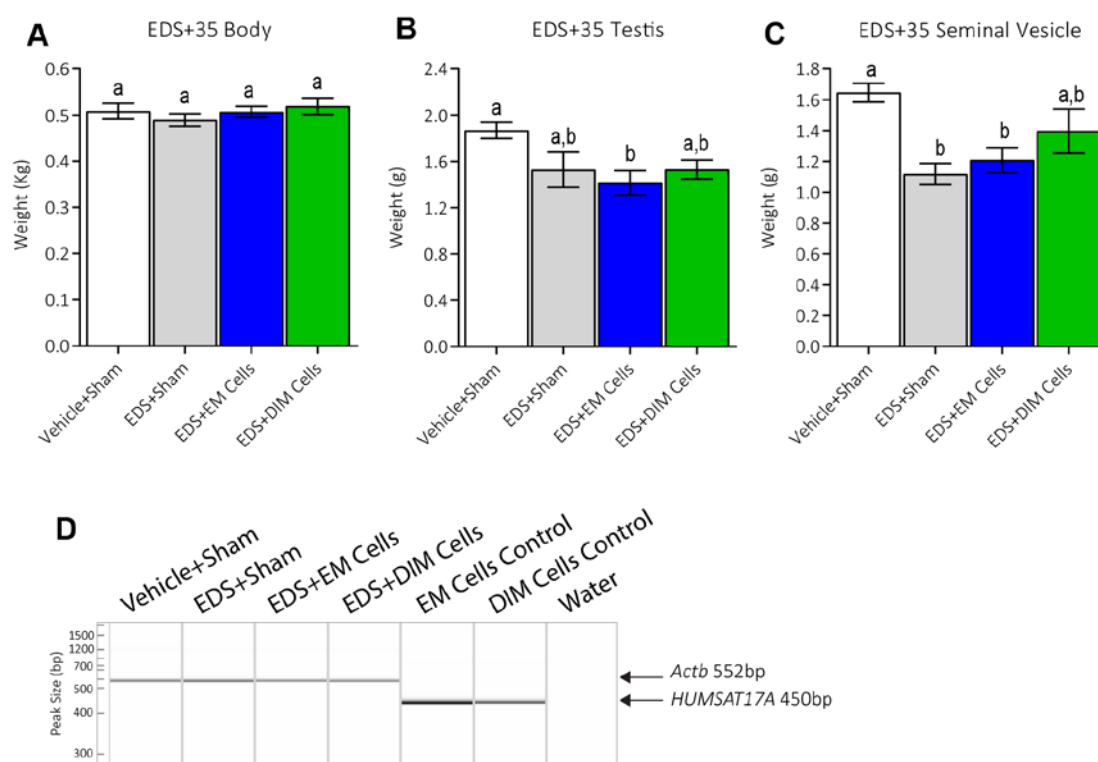 A
EDS+35 Body
Weight (Kg)
0.6
0.5
0.4
0.3
0.2
0.1
0.0
a
a
a
a
Vehicle+Sham
EDS+Sham
EDS+EM Cells
EDS+DIM Cells
B
EDS+35 Testis
Weight (g)
2.4
2.0
1.6
1.2
0.8
0.4
0.0
a
a,b
b
a,b
Vehicle+Sham
EDS+Sham
EDS+EM Cells
EDS+DIM Cells
C
EDS+35 Seminal Vesicle
Weight (g)
1.8
1.6
1.4
1.2
1.0
0.8
0.6
0.4
0.2
0.0
a
b
b
a,b
Vehicle+Sham
EDS+Sham
EDS+EM Cells
EDS+DIM Cells
D
Vehicle+Sham
EDS+Sham
EDS+EM Cells
EDS+DIM Cells
EM Cells Control
DIM Cells Control
Water
Peak Size (bp)
1500
1200
700
500
400
300
Actb 552bp
HUMSAT17A 450bp